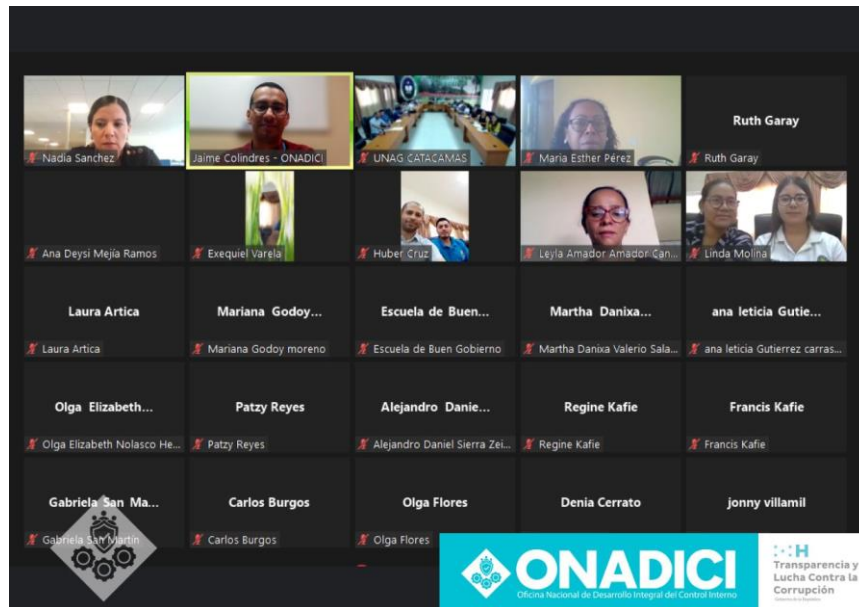 Nadia Sanchez
Jaime Colindres - ONADICI
UNAG CATACAMAS
Maria Esther Pérez
Ruth Garay
Ruth Garay
Ana Deysi Mejía Ramos
Exequiel Varela
Huber Cruz
Leyla Amador Amador Can...
Linda Molina
Laura Artica
Mariana Godoy...
Escuela de Buen...
Martha Danixa...
ana leticia Gutie...
Laura Artica
Mariana Godoy moreno
Escuela de Buen Gobierno
Martha Danixa Valerio Sala...
ana leticia Gutierrez carras...
Olga Elizabeth...
Patzy Reyes
Alejandro Danie...
Regine Kafie
Francis Kafie
Olga Elizabeth Nolasco He...
Patzy Reyes
Alejandro Daniel Sierra Zei...
Regine Kafie
Francis Kafie
Gabriela San Ma...
Carlos Burgos
Olga Flores
Denia Cerrato
jonny villamil
Gabriela San Martín
Carlos Burgos
Olga Flores
ONADICI
Oficina Nacional de Desarrollo Integral del Control Interno
H
Transparencia y
Lucha Contra la
Corrupción